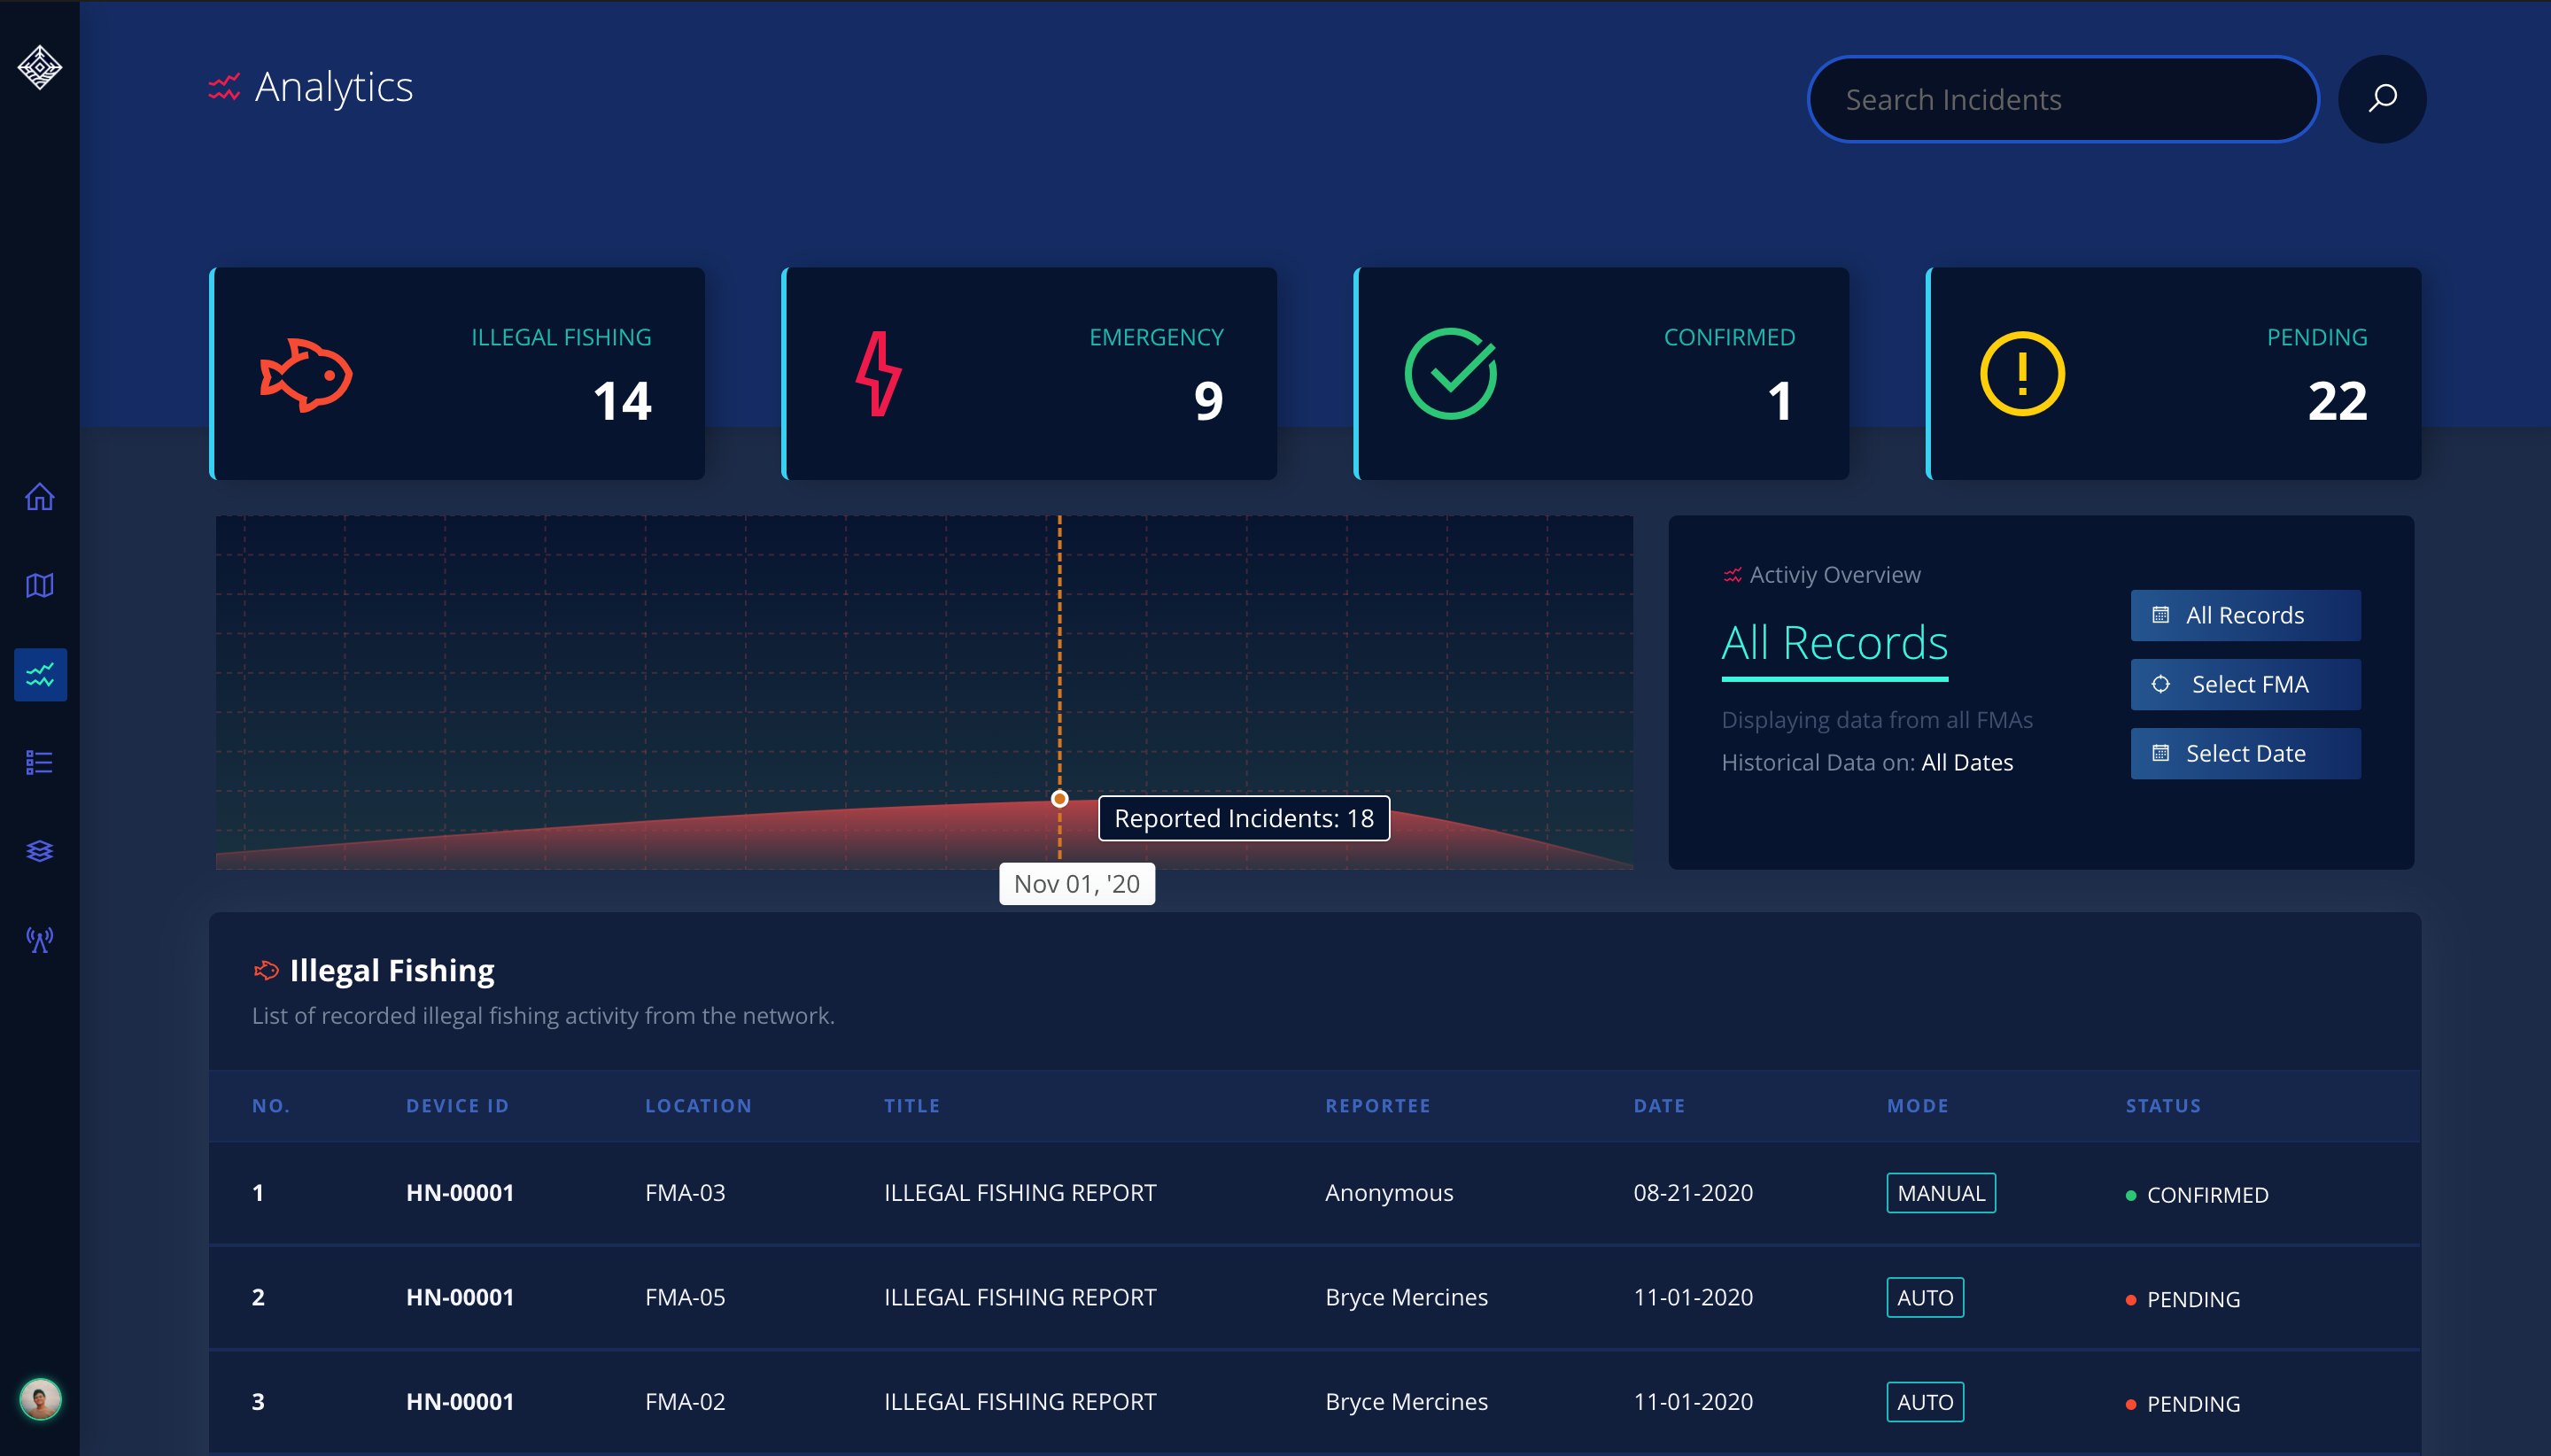 Analytics
Search Incidents
ILLEGAL FISHING
14
EMERGENCY
9
CONFIRMED
1
PENDING
22
Reported Incidents: 18
Nov 01, '20
Activiy Overview
All Records
Displaying data from all FMAs
Historical Data on: All Dates
All Records
Select FMA
Select Date
Illegal Fishing
List of recorded illegal fishing activity from the network.
NO. DEVICE ID LOCATION TITLE REPORTEE DATE MODE STATUS
1 HN-00001 FMA-03 ILLEGAL FISHING REPORT Anonymous 08-21-2020 MANUAL CONFIRMED
2 HN-00001 FMA-05 ILLEGAL FISHING REPORT Bryce Mercines 11-01-2020 AUTO PENDING
3 HN-00001 FMA-02 ILLEGAL FISHING REPORT Bryce Mercines 11-01-2020 AUTO PENDING